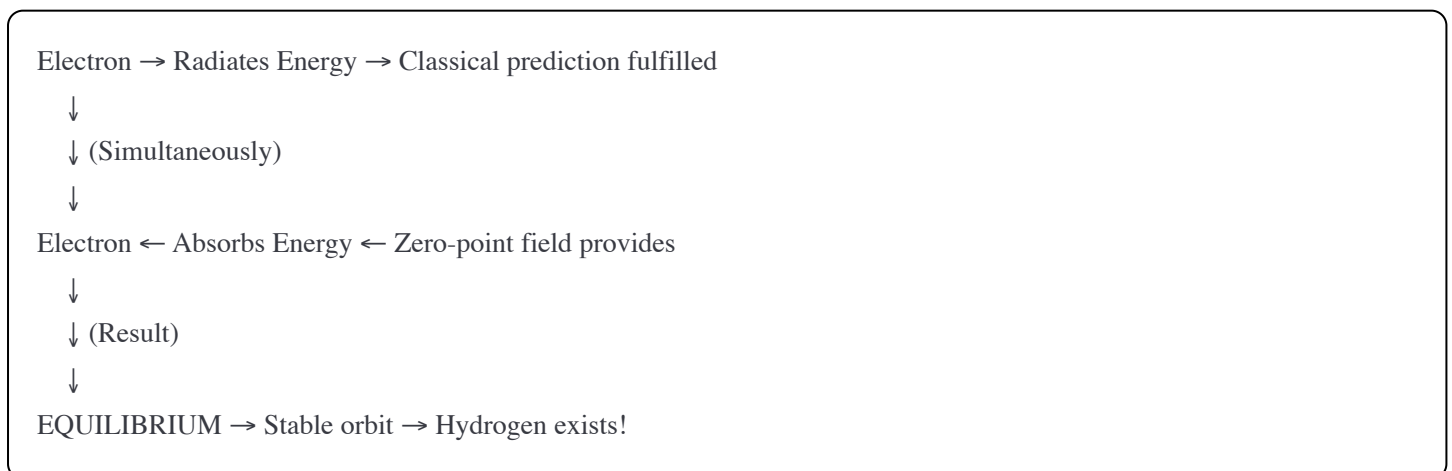 Electron → Radiates Energy → Classical prediction fulfilled
↓
↓ (Simultaneously)
↓
Electron ← Absorbs Energy ← Zero-point field provides
↓
↓ (Result)
↓
EQUILIBRIUM → Stable orbit → Hydrogen exists!